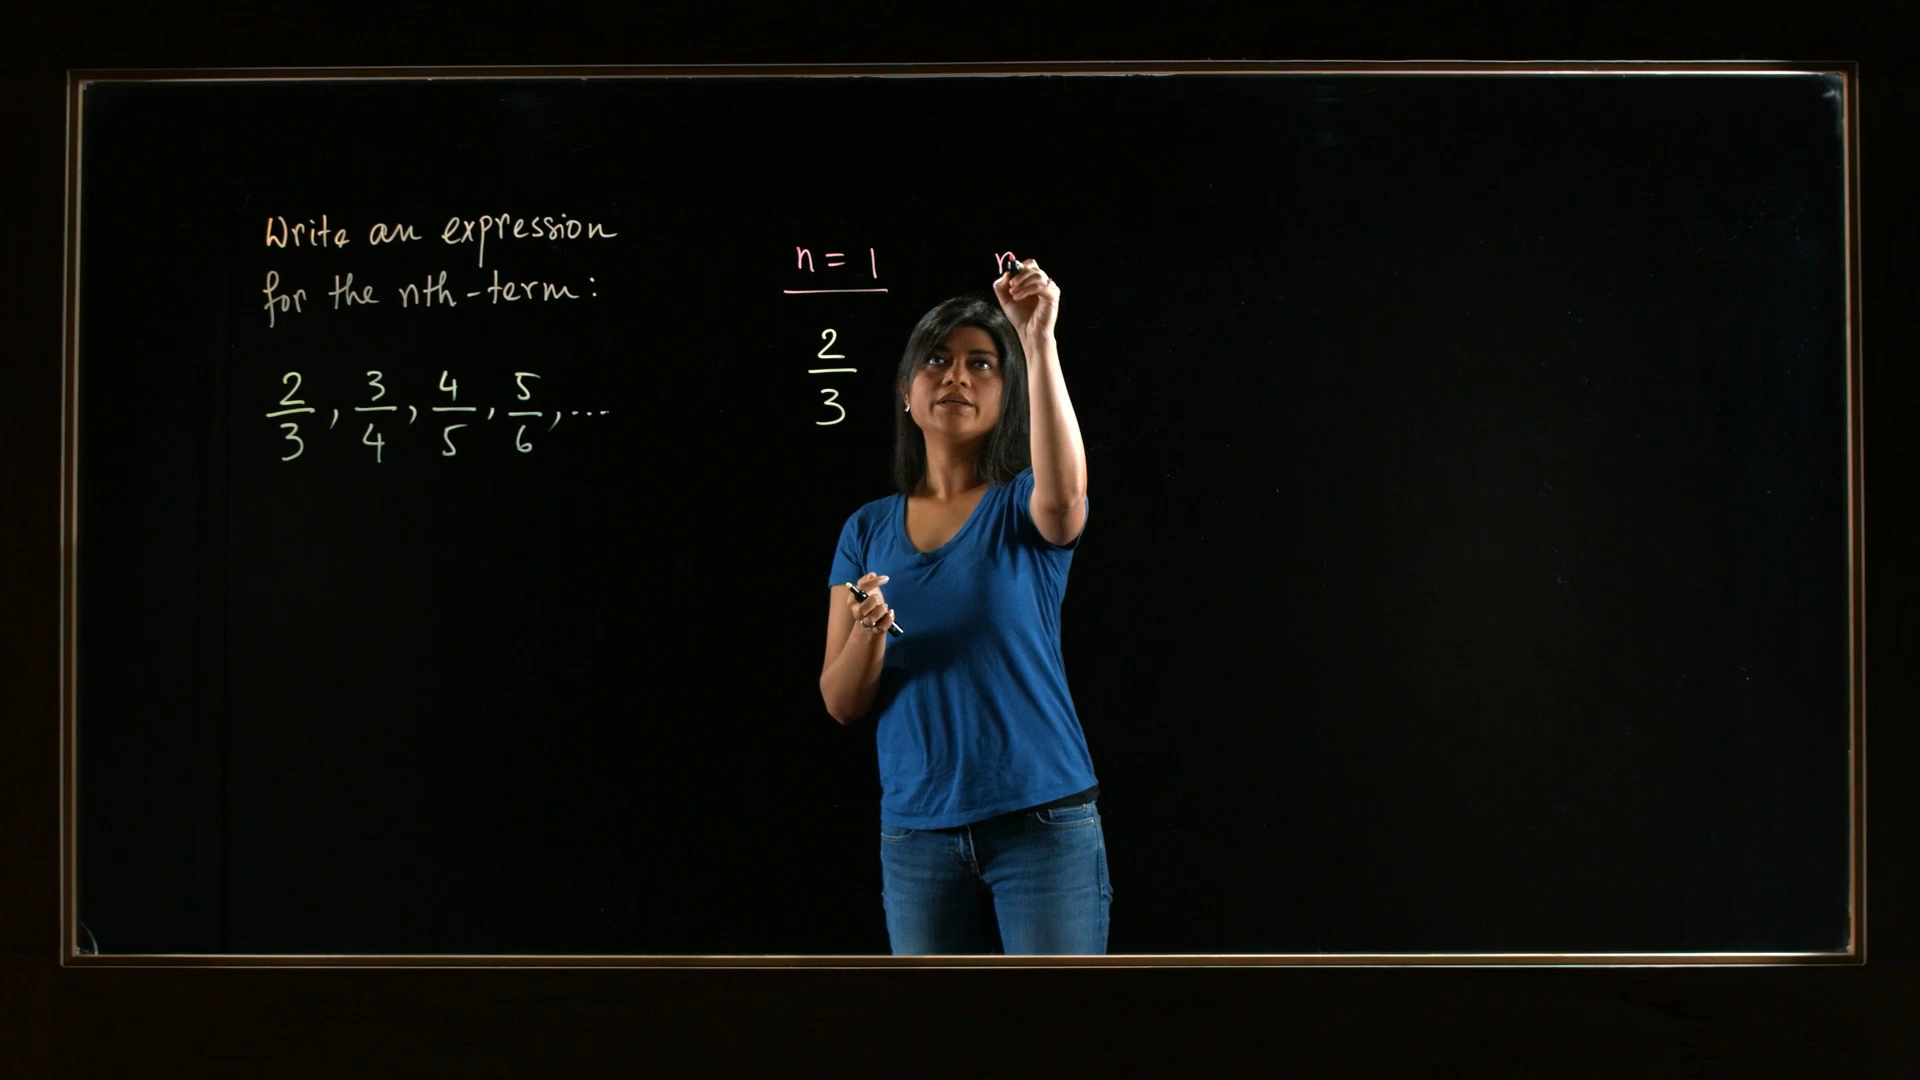 Write an expression
for the nth-term:
2/3, 3/4, 4/5, 5/6, ...
n = 1
2/3
n